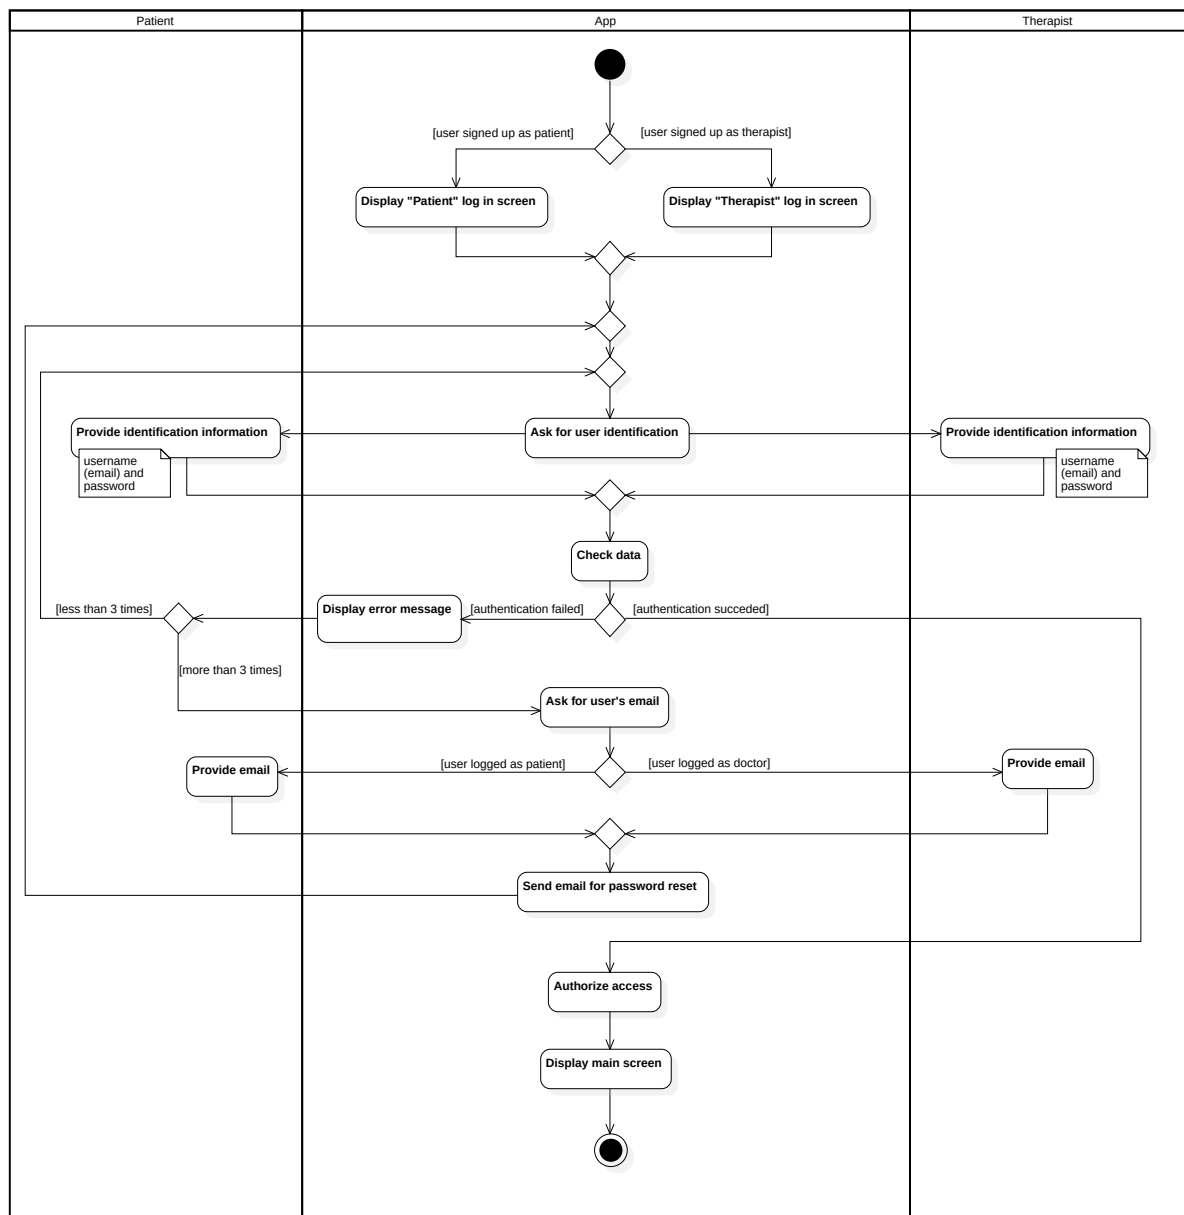 Patient
App
Therapist
[user signed up as patient]
[user signed up as therapist]
Display "Patient" log in screen
Display "Therapist" log in screen
Provide identification information
Ask for user identification
Provide identification information
username
(email) and
password
username
(email) and
password
Check data
[less than 3 times]
Display error message
[authentication failed]
[authentication succeded]
[more than 3 times]
Ask for user's email
Provide email
[user logged as patient]
[user logged as doctor]
Provide email
Send email for password reset
Authorize access
Display main screen